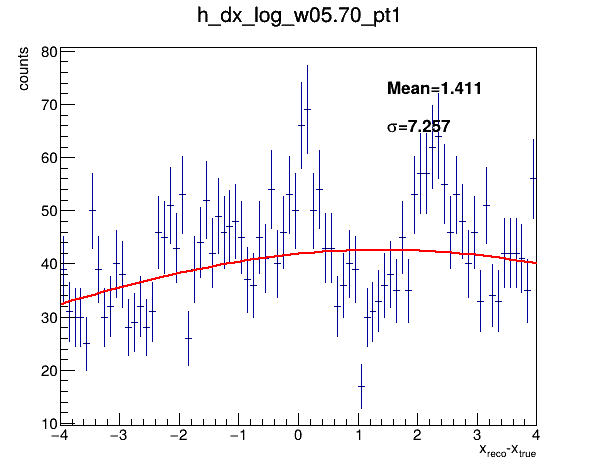 h_dx_log_w05.70_pt1
counts
80
70
60
50
40
30
20
10
Mean=1.411
σ=7.257
−4 −3 −2 −1 0 1 2 3 4
x_reco-x_true